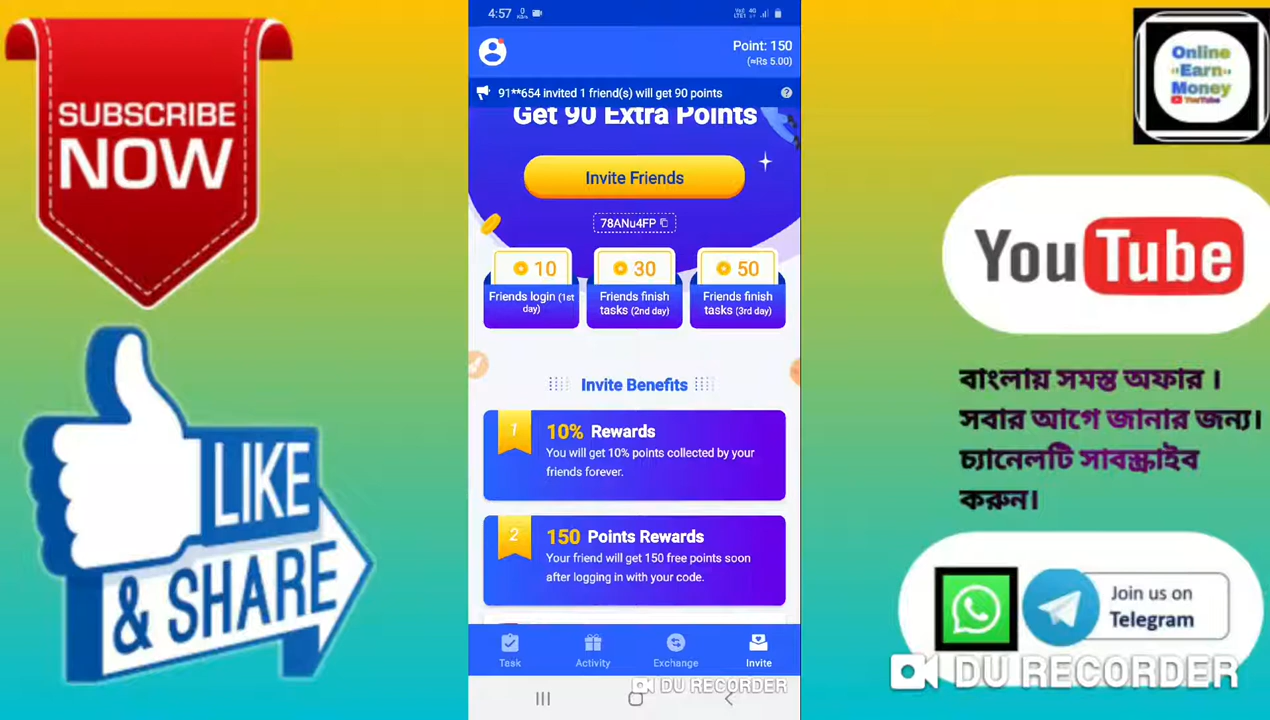 SUBSCRIBE
NOW
LIKE
& SHARE
4:57
Point: 150
(≈Rs 5.00)
91**654 invited 1 friend(s) will get 90 points
Get 90 Extra Points
Invite Friends
78ANu4FP
10
Friends login (1st
day)
30
Friends finish
tasks (2nd day)
50
Friends finish
tasks (3rd day)
Invite Benefits
1
10% Rewards
You will get 10% points collected by your
friends forever.
2
150 Points Rewards
Your friend will get 150 free points soon
after logging in with your code.
Task
Activity
Exchange
Invite
DU RECORDER
Online
Earn
Money
YouTube
YouTube
বাংলায় সমস্ত অফার ।
সবার আগে জানার জন্য।
চ্যানেলটি সাবস্ক্রাইব
করুন।
Join us on
Telegram
DU RECORDER